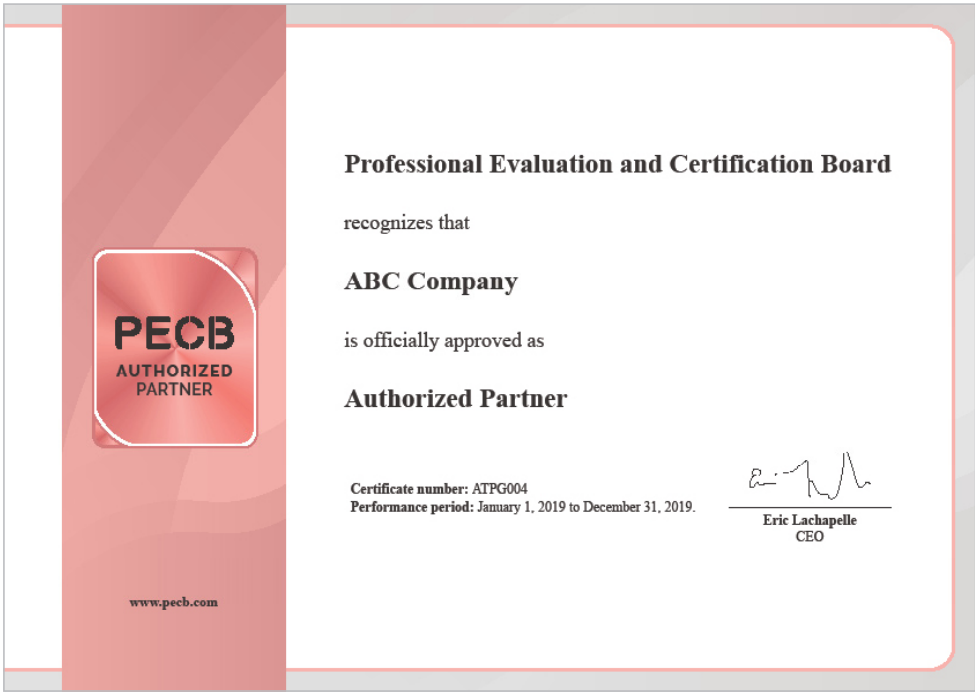 Professional Evaluation and Certification Board
recognizes that
ABC Company
is officially approved as
Authorized Partner
PECB
AUTHORIZED
PARTNER
Certificate number: ATPG004
Performance period: January 1, 2019 to December 31, 2019.
Eric Lachapelle
CEO
www.pecb.com